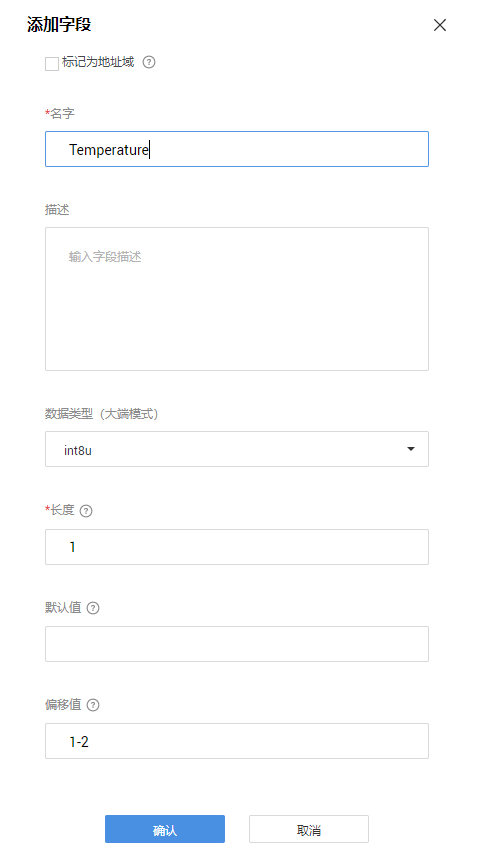 添加字段
标记为地址域
*名字
Temperature
描述
输入字段描述
数据类型（大端模式）
int8u
*长度
1
默认值
偏移值
1-2
确认
取消